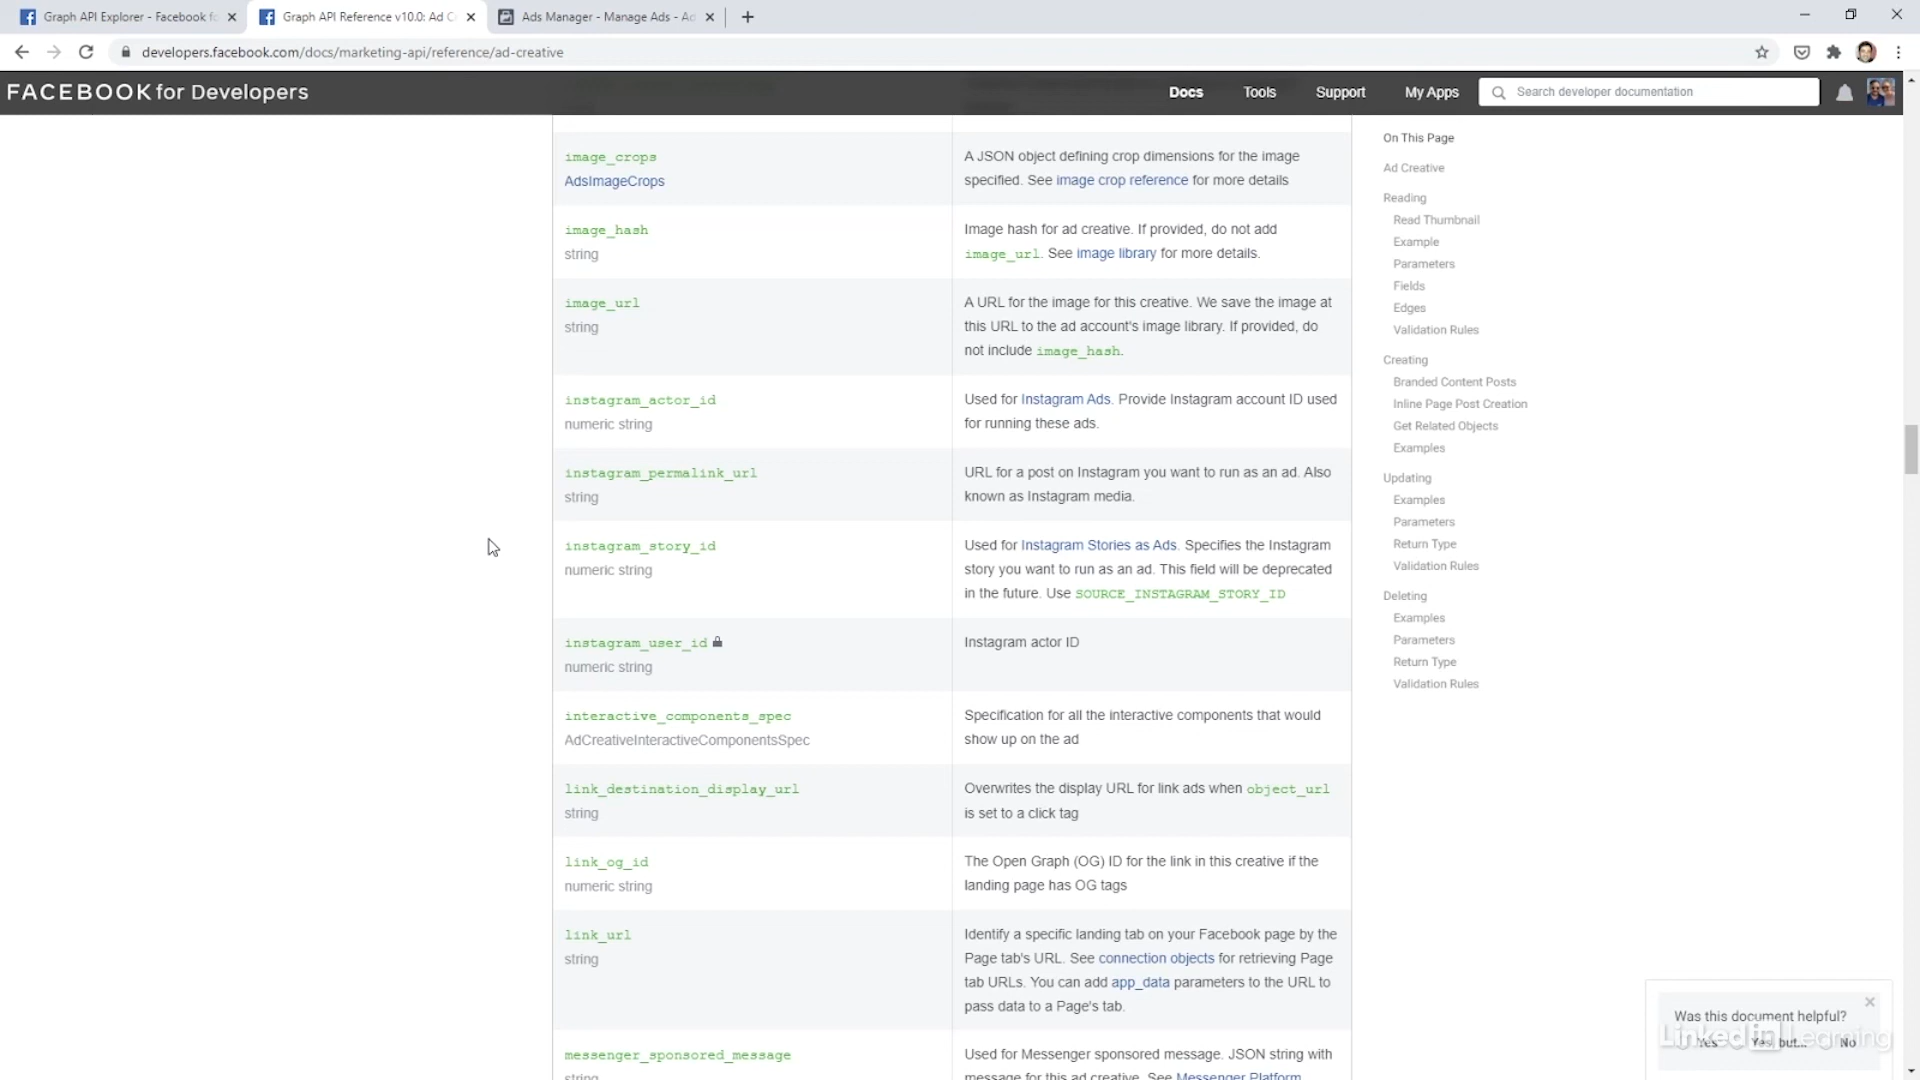 Graph API Explorer - Facebook fo
Graph API Reference v10.0: Ad C
Ads Manager - Manage Ads - Ad
developers.facebook.com/docs/marketing-api/reference/ad-creative
FACEBOOK for Developers
Docs
Tools
Support
My Apps
Search developer documentation
image_crops
AdsImageCrops
A JSON object defining crop dimensions for the image
specified. See image crop reference for more details
image_hash
string
Image hash for ad creative. If provided, do not add
image_url. See image library for more details.
image_url
string
A URL for the image for this creative. We save the image at
this URL to the ad account's image library. If provided, do
not include image_hash.
instagram_actor_id
numeric string
Used for Instagram Ads. Provide Instagram account ID used
for running these ads.
instagram_permalink_url
string
URL for a post on Instagram you want to run as an ad. Also
known as Instagram media.
instagram_story_id
numeric string
Used for Instagram Stories as Ads. Specifies the Instagram
story you want to run as an ad. This field will be deprecated
in the future. Use SOURCE_INSTAGRAM_STORY_ID
instagram_user_id
numeric string
Instagram actor ID
interactive_components_spec
AdCreativeInteractiveComponentsSpec
Specification for all the interactive components that would
show up on the ad
link_destination_display_url
string
Overwrites the display URL for link ads when object_url
is set to a click tag
link_og_id
numeric string
The Open Graph (OG) ID for the link in this creative if the
landing page has OG tags
link_url
string
Identify a specific landing tab on your Facebook page by the
Page tab's URL. See connection objects for retrieving Page
tab URLs. You can add app_data parameters to the URL to
pass data to a Page's tab.
messenger_sponsored_message
string
Used for Messenger sponsored message. JSON string with
message for this ad creative. See Messenger Platform
On This Page
Ad Creative
Reading
Read Thumbnail
Example
Parameters
Fields
Edges
Validation Rules
Creating
Branded Content Posts
Inline Page Post Creation
Get Related Objects
Examples
Updating
Examples
Parameters
Return Type
Validation Rules
Deleting
Examples
Parameters
Return Type
Validation Rules
Was this document helpful?
Yes
Yes, but...
No
LinkedIn Learning